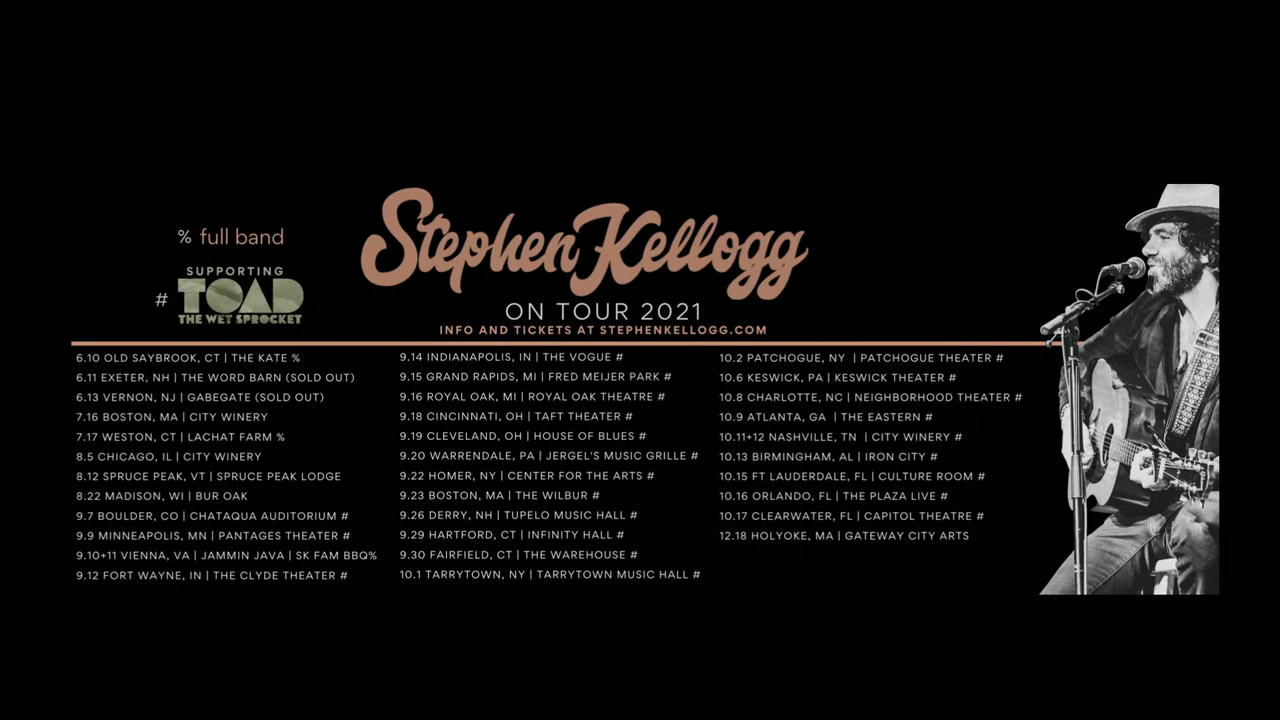 % full band
SUPPORTING
# TOAD
THE WET SPROCKET
Stephen Kellogg
ON TOUR 2021
INFO AND TICKETS AT STEPHENKELLOGG.COM
6.10 OLD SAYBROOK, CT | THE KATE %
6.11 EXETER, NH | THE WORD BARN (SOLD OUT)
6.13 VERNON, NJ | GABEGATE (SOLD OUT)
7.16 BOSTON, MA | CITY WINERY
7.17 WESTON, CT | LACHAT FARM %
8.5 CHICAGO, IL | CITY WINERY
8.12 SPRUCE PEAK, VT | SPRUCE PEAK LODGE
8.22 MADISON, WI | BUR OAK
9.7 BOULDER, CO | CHATAQUA AUDITORIUM #
9.9 MINNEAPOLIS, MN | PANTAGES THEATER #
9.10+11 VIENNA, VA | JAMMIN JAVA | SK FAM BBQ%
9.12 FORT WAYNE, IN | THE CLYDE THEATER #
9.14 INDIANAPOLIS, IN | THE VOGUE #
9.15 GRAND RAPIDS, MI | FRED MEIJER PARK #
9.16 ROYAL OAK, MI | ROYAL OAK THEATRE #
9.18 CINCINNATI, OH | TAFT THEATER #
9.19 CLEVELAND, OH | HOUSE OF BLUES #
9.20 WARRENDALE, PA | JERGEL'S MUSIC GRILLE #
9.22 HOMER, NY | CENTER FOR THE ARTS #
9.23 BOSTON, MA | THE WILBUR #
9.26 DERRY, NH | TUPELO MUSIC HALL #
9.29 HARTFORD, CT | INFINITY HALL #
9.30 FAIRFIELD, CT | THE WAREHOUSE #
10.1 TARRYTOWN, NY | TARRYTOWN MUSIC HALL #
10.2 PATCHOGUE, NY | PATCHOGUE THEATER #
10.6 KESWICK, PA | KESWICK THEATER #
10.8 CHARLOTTE, NC | NEIGHBORHOOD THEATER #
10.9 ATLANTA, GA | THE EASTERN #
10.11+12 NASHVILLE, TN | CITY WINERY #
10.13 BIRMINGHAM, AL | IRON CITY #
10.15 FT LAUDERDALE, FL | CULTURE ROOM #
10.16 ORLANDO, FL | THE PLAZA LIVE #
10.17 CLEARWATER, FL | CAPITOL THEATRE #
12.18 HOLYOKE, MA | GATEWAY CITY ARTS